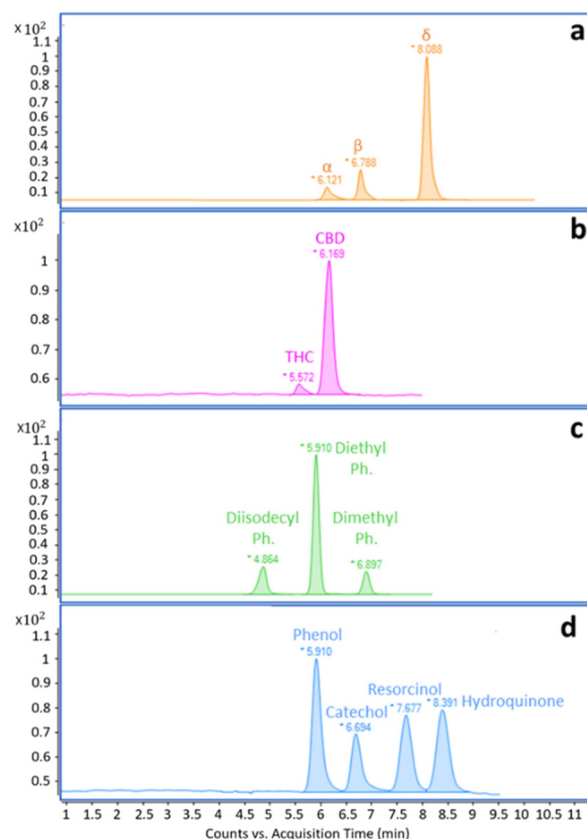 x10²
a
δ
* 8.088
1.1
1
0.9
0.8
0.7
0.6
0.5
0.4
0.3
0.2
0.1
α
* 6.121
β
* 6.788
x10²
b
CBD
* 6.169
1
0.9
0.8
0.7
0.6
THC
* 5.572
x10²
c
1.1
1
0.9
0.8
0.7
0.6
0.5
0.4
0.3
0.2
0.1
* 5.910 Diethyl
Ph.
Diisodecyl
Ph.
* 4.864
Dimethyl
Ph.
* 6.897
x10²
d
1.1
1
0.9
0.8
0.7
0.6
0.5
Phenol
* 5.910
Catechol
* 6.694
Resorcinol
* 7.677
* 8.391 Hydroquinone
1 1.5 2 2.5 3 3.5 4 4.5 5 5.5 6 6.5 7 7.5 8 8.5 9 9.5 10 10.5 11
Counts vs. Acquisition Time (min)